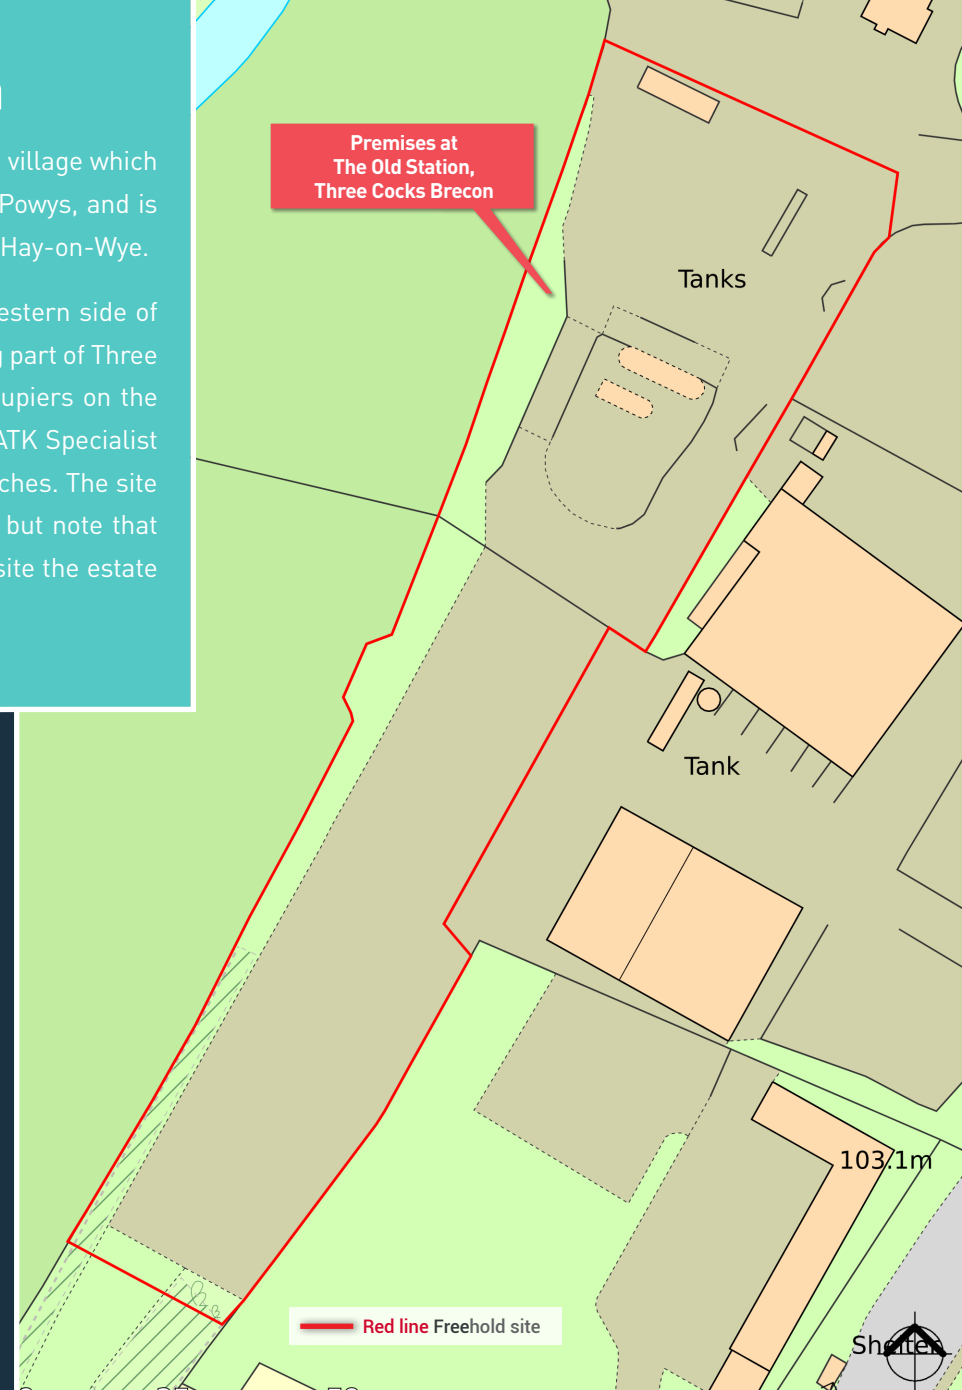 village which
Powys, and is
Hay-on-Wye.
estern side of
part of Three
upiers on the
ATK Specialist
ches. The site
but note that
site the estate
Premises at
The Old Station,
Three Cocks Brecon
Tanks
Tank
103.1m
Red line Freehold site
Shelter